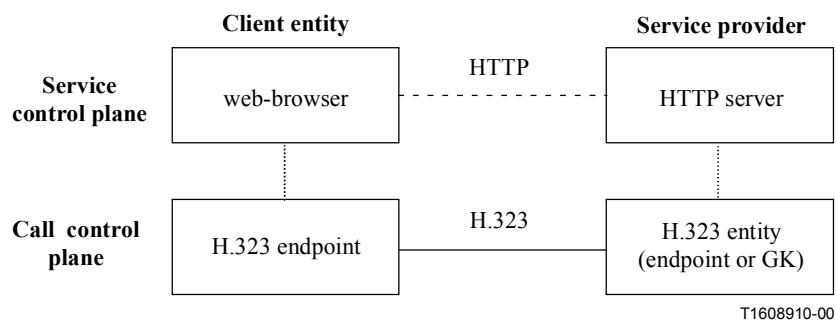 Client entity
Service provider
Service
control plane
web-browser
HTTP
HTTP server
Call control
plane
H.323 endpoint
H.323
H.323 entity
(endpoint or GK)
T1608910-00